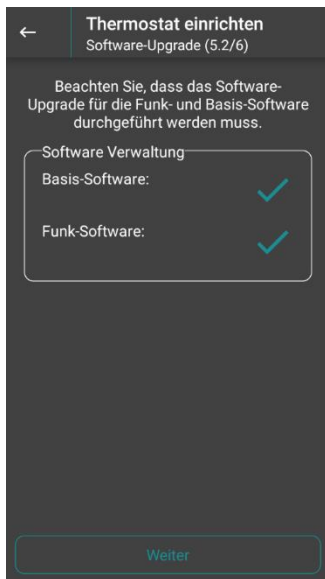 Thermostat einrichten
Software-Upgrade (5.2/6)
Beachten Sie, dass das Software-
Upgrade für die Funk- und Basis-Software
durchgeführt werden muss.
Software Verwaltung
Basis-Software:
Funk-Software:
Weiter